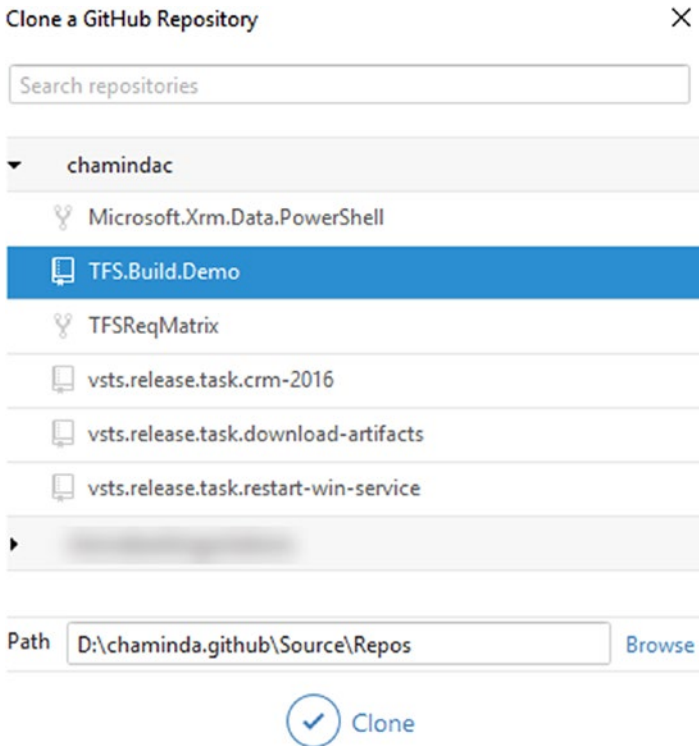 Clone a GitHub Repository
Search repositories
chamindac
Microsoft.Xrm.Data.PowerShell
TFS.Build.Demo
TFSReqMatrix
vsts.release.task.crm-2016
vsts.release.task.download-artifacts
vsts.release.task.restart-win-service
Path D:\chaminda.github\Source\Repos Browse
Clone